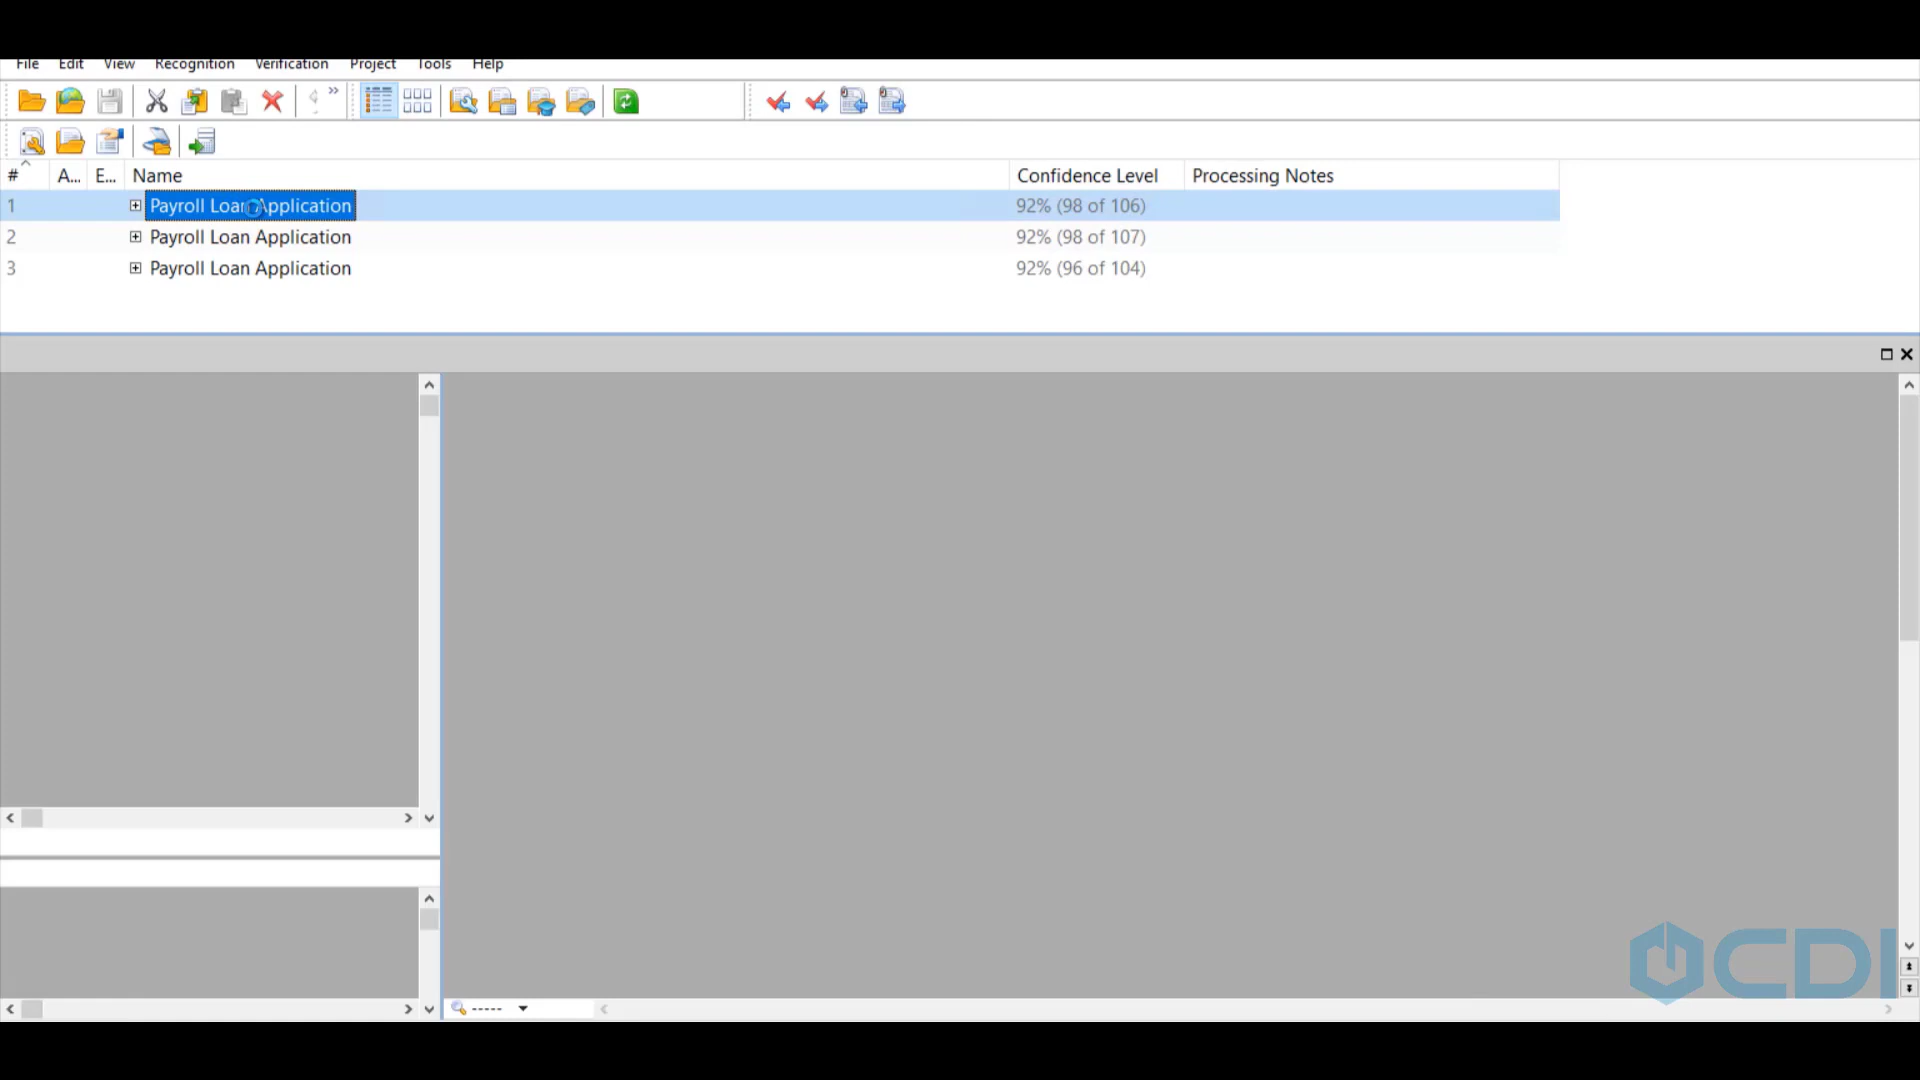 File Edit View Recognition Verification Project Tools Help
»
# A... E... Name Confidence Level Processing Notes
1 Payroll Loan Application 92% (98 of 106)
2 Payroll Loan Application 92% (98 of 107)
3 Payroll Loan Application 92% (96 of 104)
CDI
-----